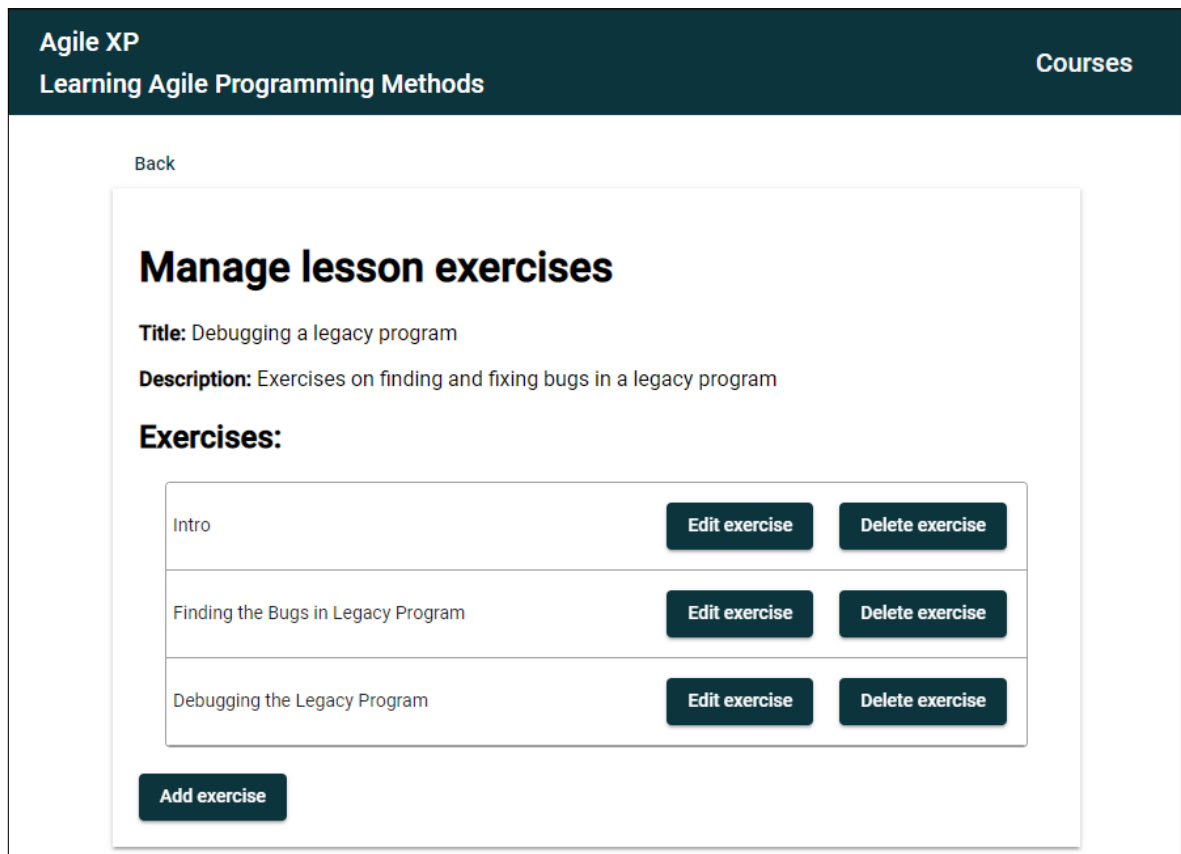 Agile XP
Learning Agile Programming Methods
Courses
Back
Manage lesson exercises
Title: Debugging a legacy program
Description: Exercises on finding and fixing bugs in a legacy program
Exercises:
Intro Edit exercise Delete exercise
Finding the Bugs in Legacy Program Edit exercise Delete exercise
Debugging the Legacy Program Edit exercise Delete exercise
Add exercise